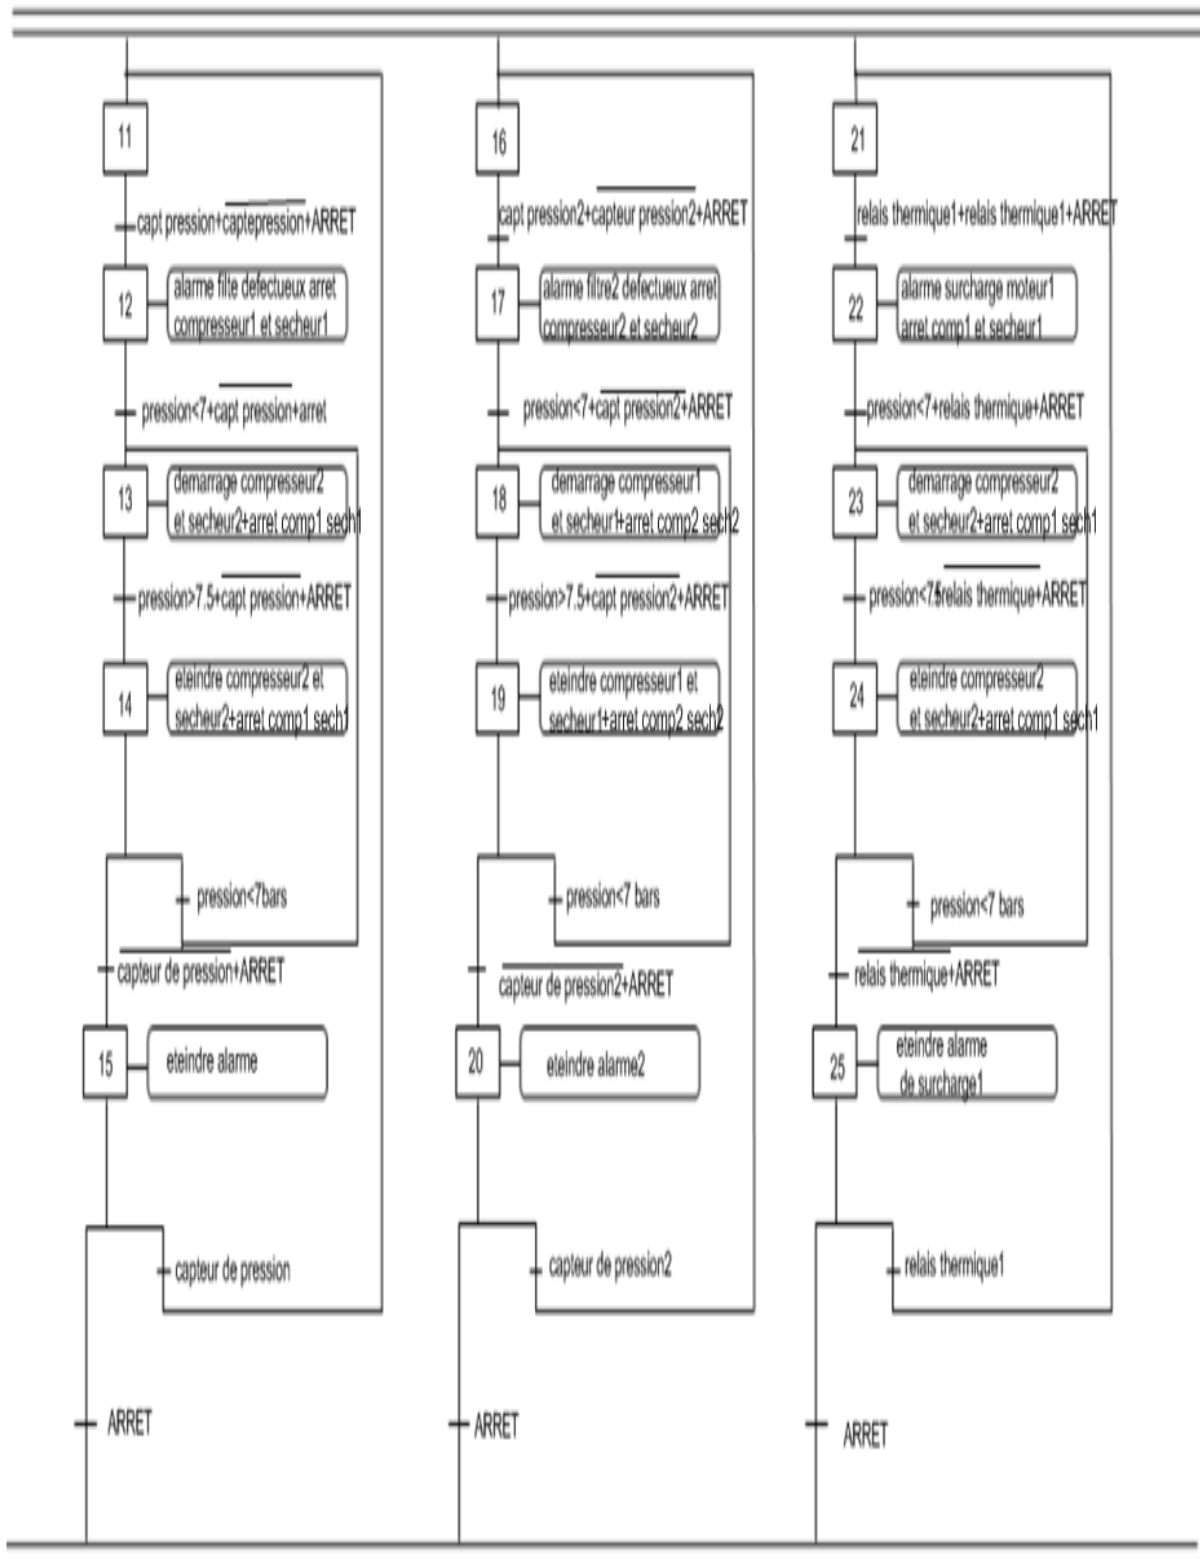 11
capt pression+captepression+ARRET
12
alarme filte defectueux arret
compresseur1 et secheur1
pression<7+capt pression+arret
13
demarrage compresseur2
et secheur2+arret comp1 sech1
pression>7.5+capt pression+ARRET
14
eteindre compresseur2 et
secheur2+arret comp1 sech1
pression<7bars
capteur de pression+ARRET
15
eteindre alarme
capteur de pression
ARRET
16
capt pression2+capteur pression2+ARRET
17
alarme filtre2 defectueux arret
compresseur2 et secheur2
pression<7+capt pression2+ARRET
18
demarrage compresseur1
et secheur1+arret comp2 sech2
pression>7.5+capt pression2+ARRET
19
eteindre compresseur1 et
secheur1+arret comp2 sech2
pression<7 bars
capteur de pression2+ARRET
20
eteindre alarme2
capteur de pression2
ARRET
21
relais thermique1+relais thermique1+ARRET
22
alarme surcharge moteur1
arret comp1 et secheur1
pression<7+relais thermique+ARRET
23
demarrage compresseur2
et secheur2+arret comp1 sech1
pression<7.5+relais thermique+ARRET
24
eteindre compresseur2
et secheur2+arret comp1 sech1
pression<7 bars
relais thermique+ARRET
25
eteindre alarme
de surcharge1
relais thermique1
ARRET